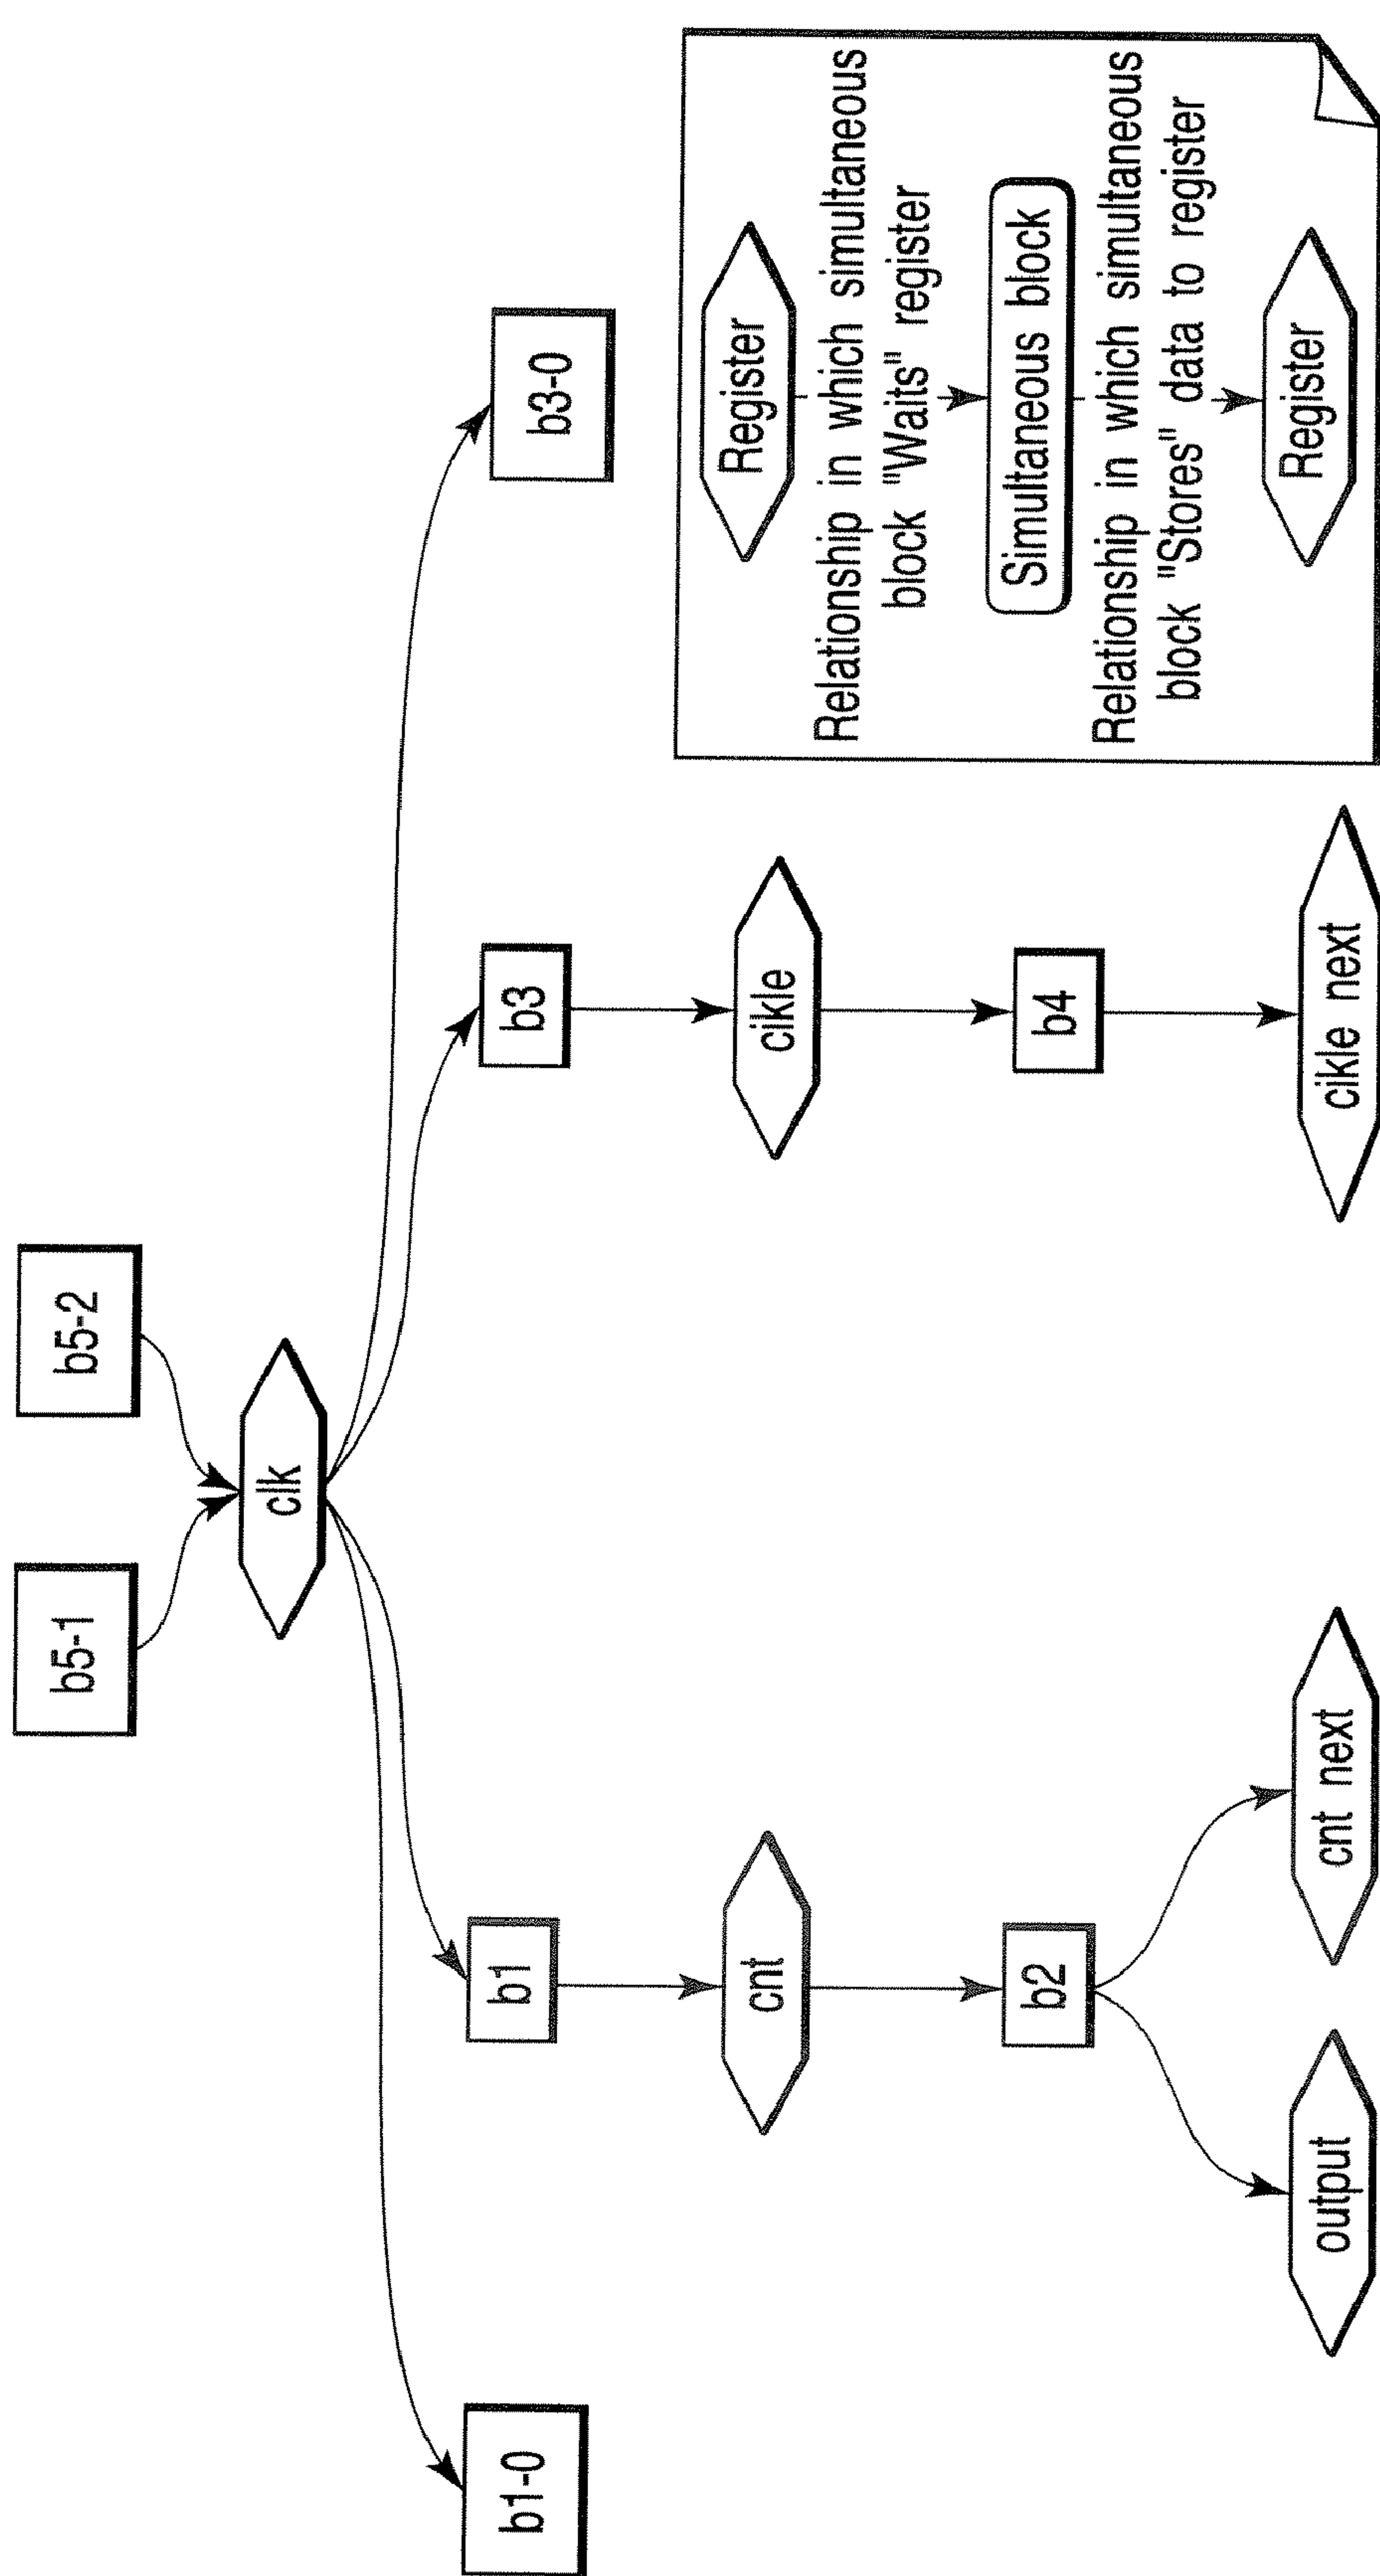 b5-1
b5-2
clk
b1-0
b1
b3
b3-0
cnt
cikle
b2
b4
output
cnt next
cikle next
Register
Relationship in which simultaneous
block "Waits" register
Simultaneous block
Relationship in which simultaneous
block "Stores" data to register
Register